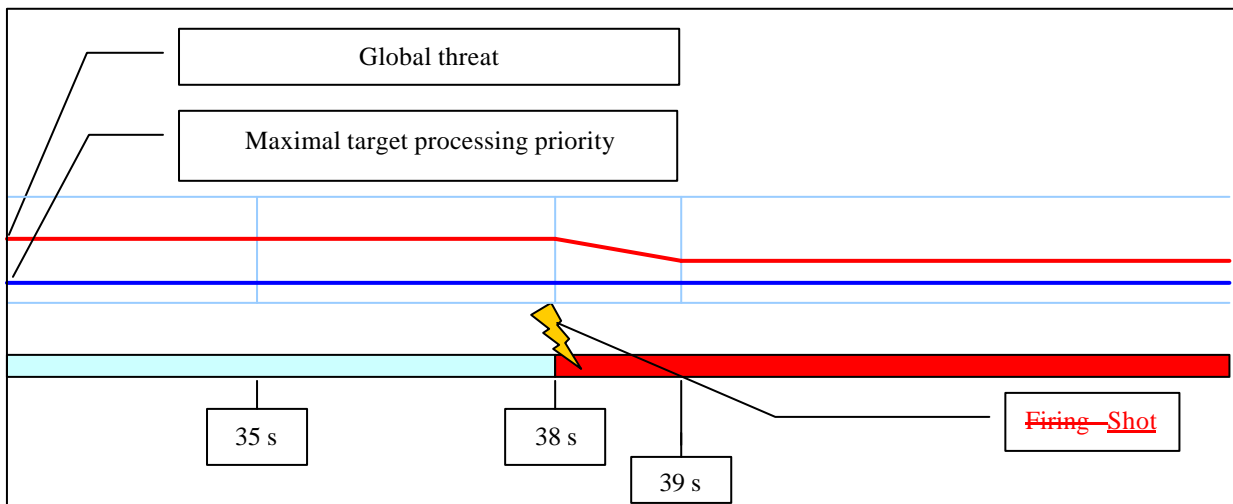 Global threat
Maximal target processing priority
35 s
38 s
39 s
Firing Shot